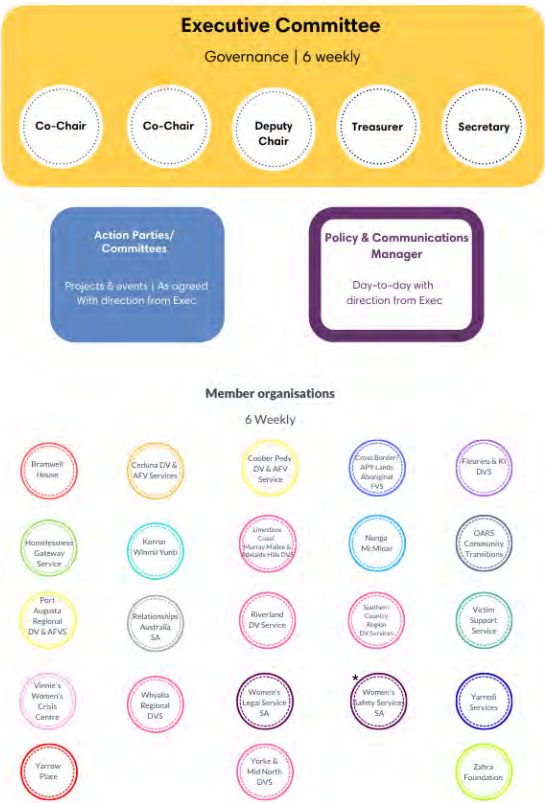 Executive Committee
Governance | 6 weekly
Co-Chair
Co-Chair
Deputy
Chair
Treasurer
Secretary
Action Parties/
Committees
Projects & events | As agreed
With direction from Exec
Policy & Communications
Manager
Day-to-day with
direction from Exec
Member organisations
6 Weekly
Bramwell
House
Ceduna DV &
AFV Services
Coober Pedy
DV & AFV
Service
Cross Border/
APY Lands
Aboriginal
FVS
Fleurieu & KI
DVS
Homelessness
Gateway
Service
Kornar
Winmil Yunti
Limestone
Coast
Murray Mallee &
Adelaide Hills DVS
Nunga
Mi:Minar
OARS
Community
Transitions
Port
Augusta
Regional
DV & AFVS
Relationships
Australia
SA
Riverland
DV Service
Southern
Country
Region
DV Services
Victim
Support
Service
Vinnie's
Women's
Crisis
Centre
Whyalla
Regional
DVS
Women's
Legal Service
SA
*
Women's
Safety Services
SA
Yarredi
Services
Yarrow
Place
Yorke &
Mid North
DVS
Zahra
Foundation